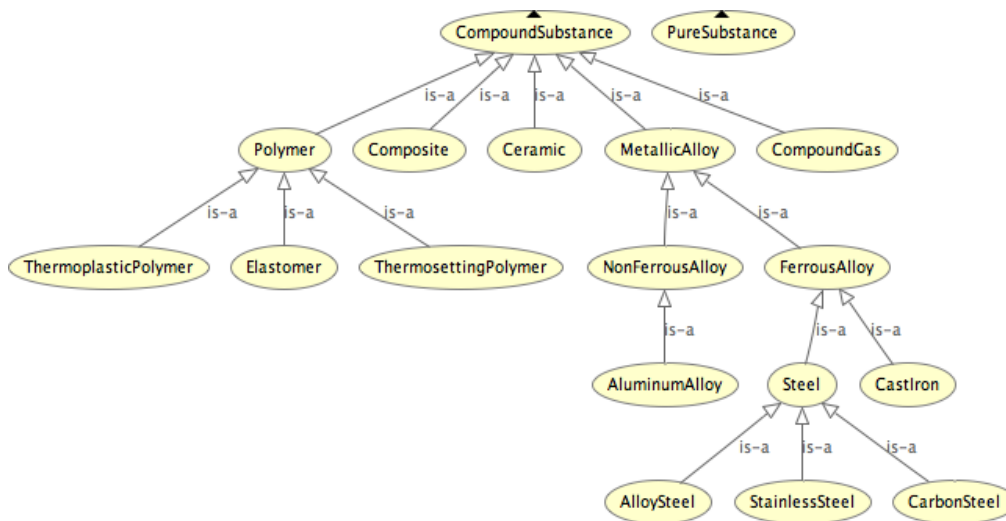 CompoundSubstance PureSubstance
is-a is-a is-a is-a is-a
Polymer Composite Ceramic MetallicAlloy CompoundGas
is-a is-a is-a is-a is-a
ThermoplasticPolymer Elastomer ThermosettingPolymer NonFerrousAlloy FerrousAlloy
is-a is-a is-a
AluminumAlloy Steel CastIron
is-a is-a is-a
AlloySteel StainlessSteel CarbonSteel